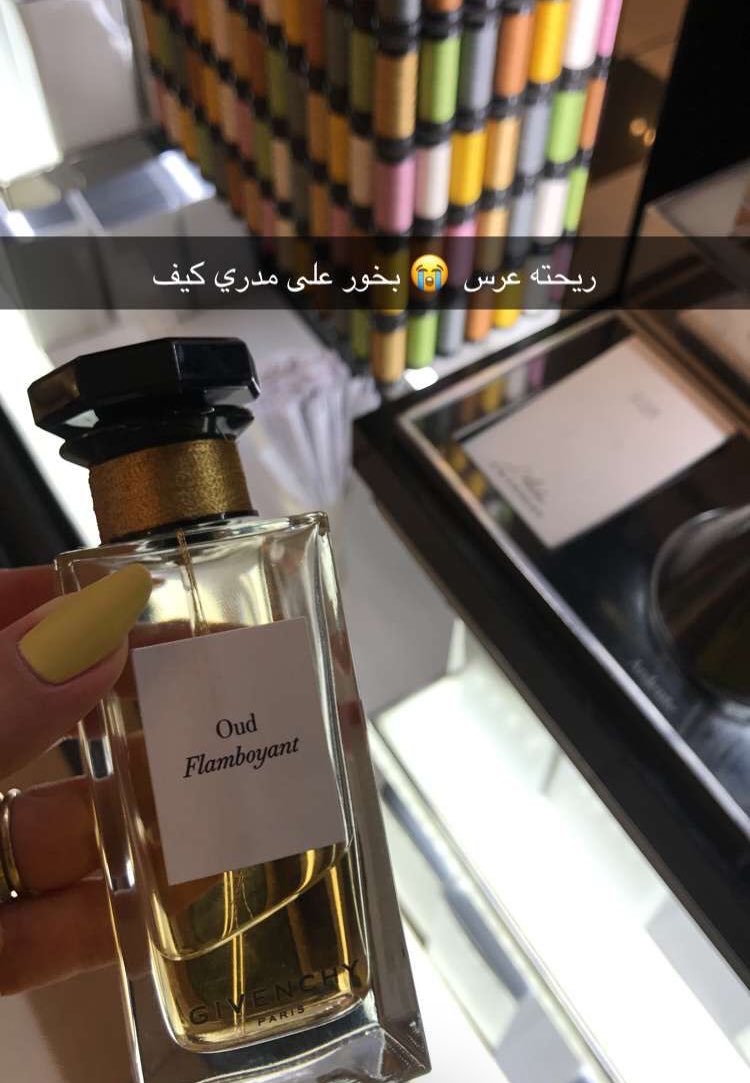 ريحته عرس 😭 بخور على مدري كيف
Oud
Flamboyant
GIVENCHY
PARIS